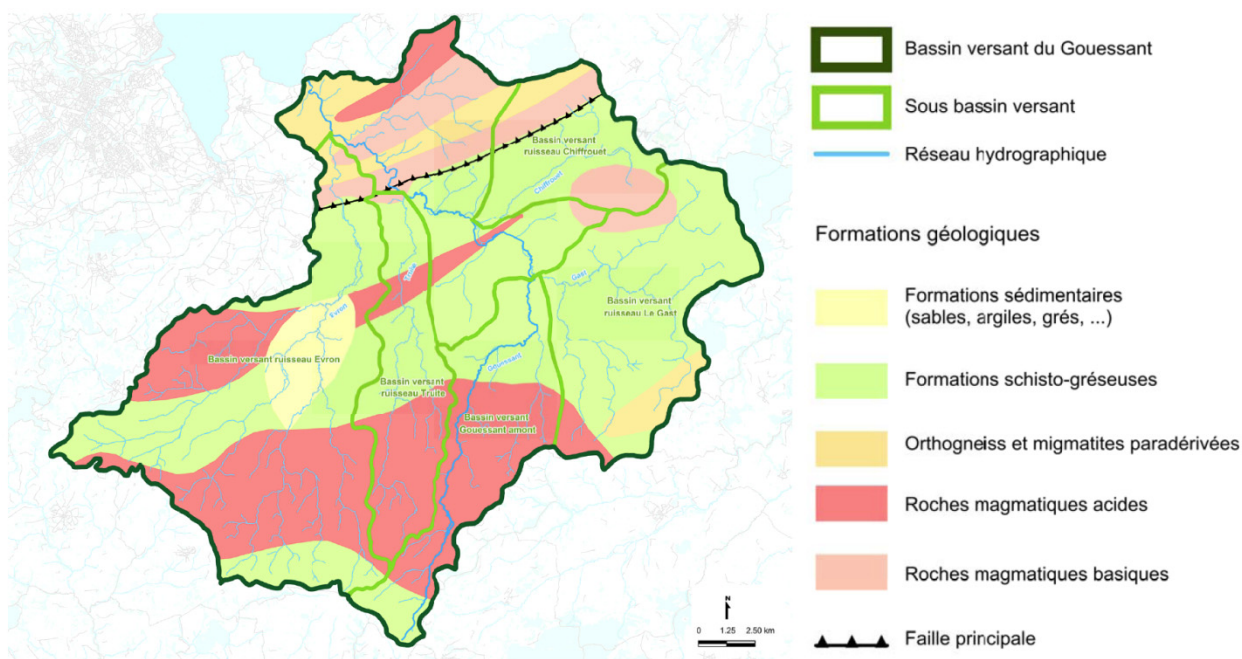 Bassin versant
ruisseau Chiffrouet
Chiffrouet
Truite
Gast
Bassin versant
ruisseau Le Gast
Evron
Bassin versant ruisseau Evron
Gouessant
Bassin versant
ruisseau Truite
Bassin versant
Gouessant amont
N
0 1.25 2.50 km
Bassin versant du Gouessant
Sous bassin versant
Réseau hydrographique
Formations géologiques
Formations sédimentaires
(sables, argiles, grés, ...)
Formations schisto-gréseuses
Orthogneiss et migmatites paradérivées
Roches magmatiques acides
Roches magmatiques basiques
Faille principale